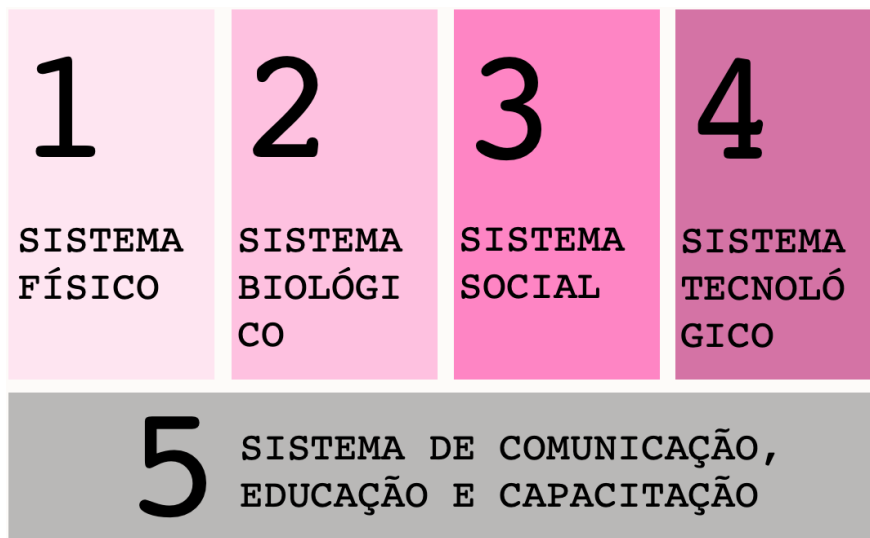 1
SISTEMA
FÍSICO
2
SISTEMA
BIOLÓGI
CO
3
SISTEMA
SOCIAL
4
SISTEMA
TECNOLÓ
GICO
5
SISTEMA DE COMUNICAÇÃO,
EDUCAÇÃO E CAPACITAÇÃO